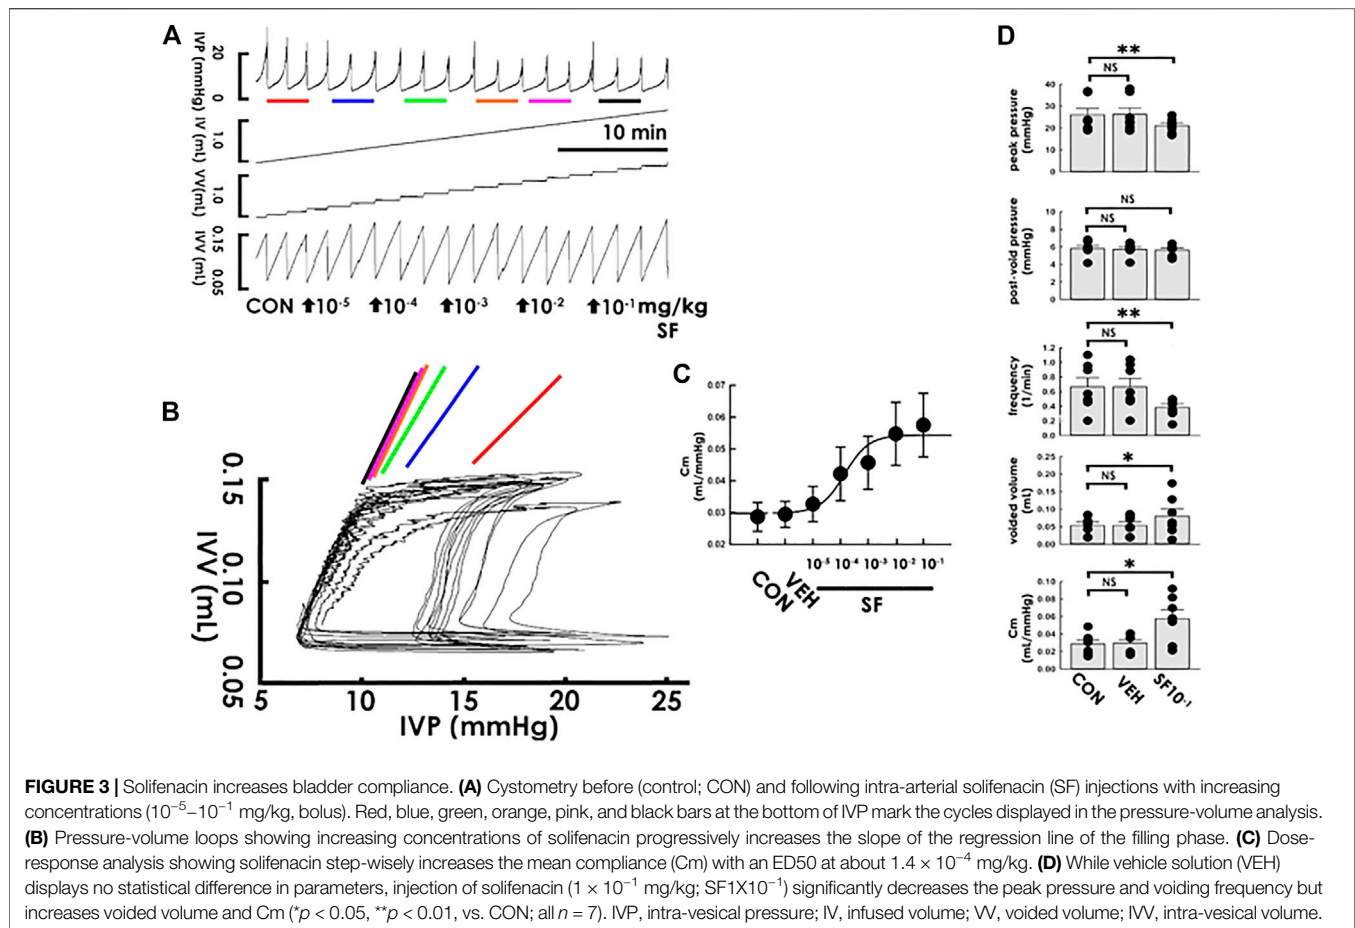 A
IVP (mmHg)
20
0
IV (mL)
1.0
10 min
VV(mL)
1.0
IVV (mL)
0.15
0.05
CON ⬆10-5 ⬆10-4 ⬆10-3 ⬆10-2 ⬆10-1 mg/kg
SF
B
IVV (mL)
0.15
0.10
0.05
5 10 15 20 25
IVP (mmHg)
C
Cm
(mL/mmHg)
0.07
0.06
0.05
0.04
0.03
0.02
CON VEH 10-5 10-4 10-3 10-2 10-1
SF
D
**
NS
peak pressure
(mmHg)
40
30
20
10
0
NS
NS
post-void pressure
(mmHg)
10
8
6
4
2
0
**
NS
frequency
(1/min)
1.2
1.0
0.8
0.6
0.4
0.2
0.0
*
NS
voided volume
(mL)
0.25
0.20
0.15
0.10
0.05
0.00
*
NS
Cm
(mL/mmHg)
0.10
0.08
0.06
0.04
0.02
0.00
CON VEH SF10-1
FIGURE 3 | Solifenacin increases bladder compliance. (A) Cystometry before (control; CON) and following intra-arterial solifenacin (SF) injections with increasing
concentrations (10−5–10−1 mg/kg, bolus). Red, blue, green, orange, pink, and black bars at the bottom of IVP mark the cycles displayed in the pressure-volume analysis.
(B) Pressure-volume loops showing increasing concentrations of solifenacin progressively increases the slope of the regression line of the filling phase. (C) Dose-
response analysis showing solifenacin step-wisely increases the mean compliance (Cm) with an ED50 at about 1.4 × 10−4 mg/kg. (D) While vehicle solution (VEH)
displays no statistical difference in parameters, injection of solifenacin (1 × 10−1 mg/kg; SF1X10−1) significantly decreases the peak pressure and voiding frequency but
increases voided volume and Cm (*p < 0.05, **p < 0.01, vs. CON; all n = 7). IVP, intra-vesical pressure; IV, infused volume; VV, voided volume; IVV, intra-vesical volume.